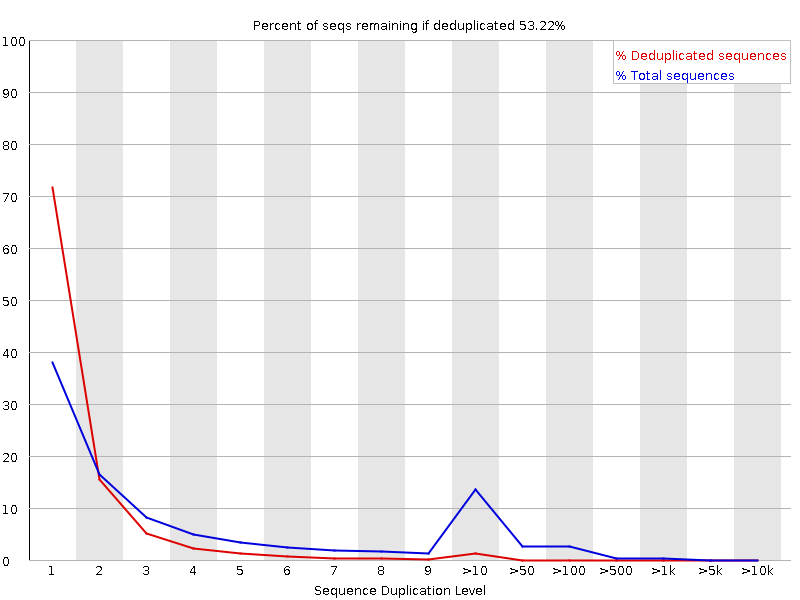 Percent of seqs remaining if deduplicated 53.22%
% Deduplicated sequences
% Total sequences
100
90
80
70
60
50
40
30
20
10
0
1 2 3 4 5 6 7 8 9 >10 >50 >100 >500 >1k >5k >10k
Sequence Duplication Level